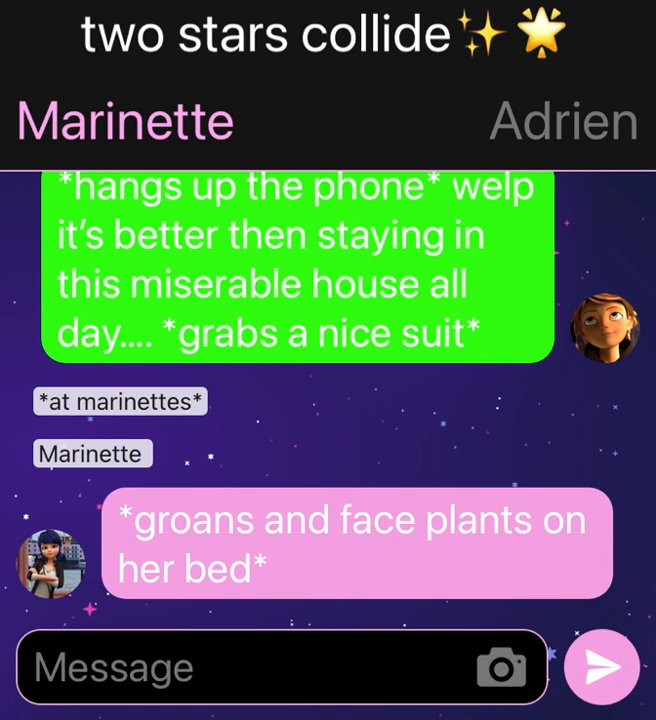 two stars collide✨🌟
Marinette Adrien
*hangs up the phone* welp
it’s better then staying in
this miserable house all
day.... *grabs a nice suit*
*at marinettes*
Marinette
*groans and face plants on
her bed*
Message